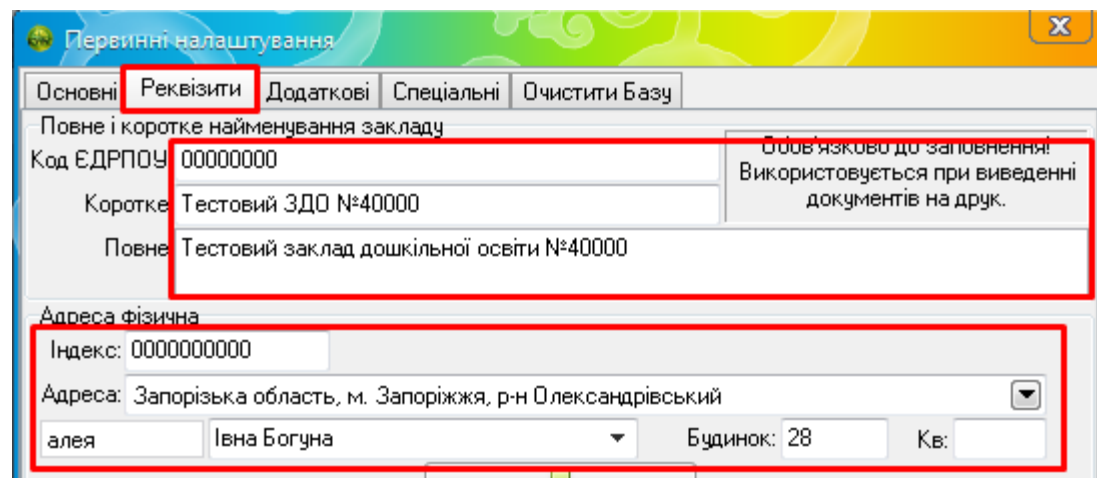 Первинні налаштування
Основні Реквізити Додаткові Спеціальні Очистити Базу
Повне і коротке найменування закладу
Код ЄДРПОУ 00000000
Обов'язково до заповнення!
Використовується при виведенні
документів на друк.
Коротке Тестовий ЗДО №40000
Повне Тестовий заклад дошкільної освіти №40000
Адреса фізична
Індекс: 0000000000
Адреса: Запорізька область, м. Запоріжжя, р-н Олександрівський
алея Івна Богуна Будинок: 28 Кв: